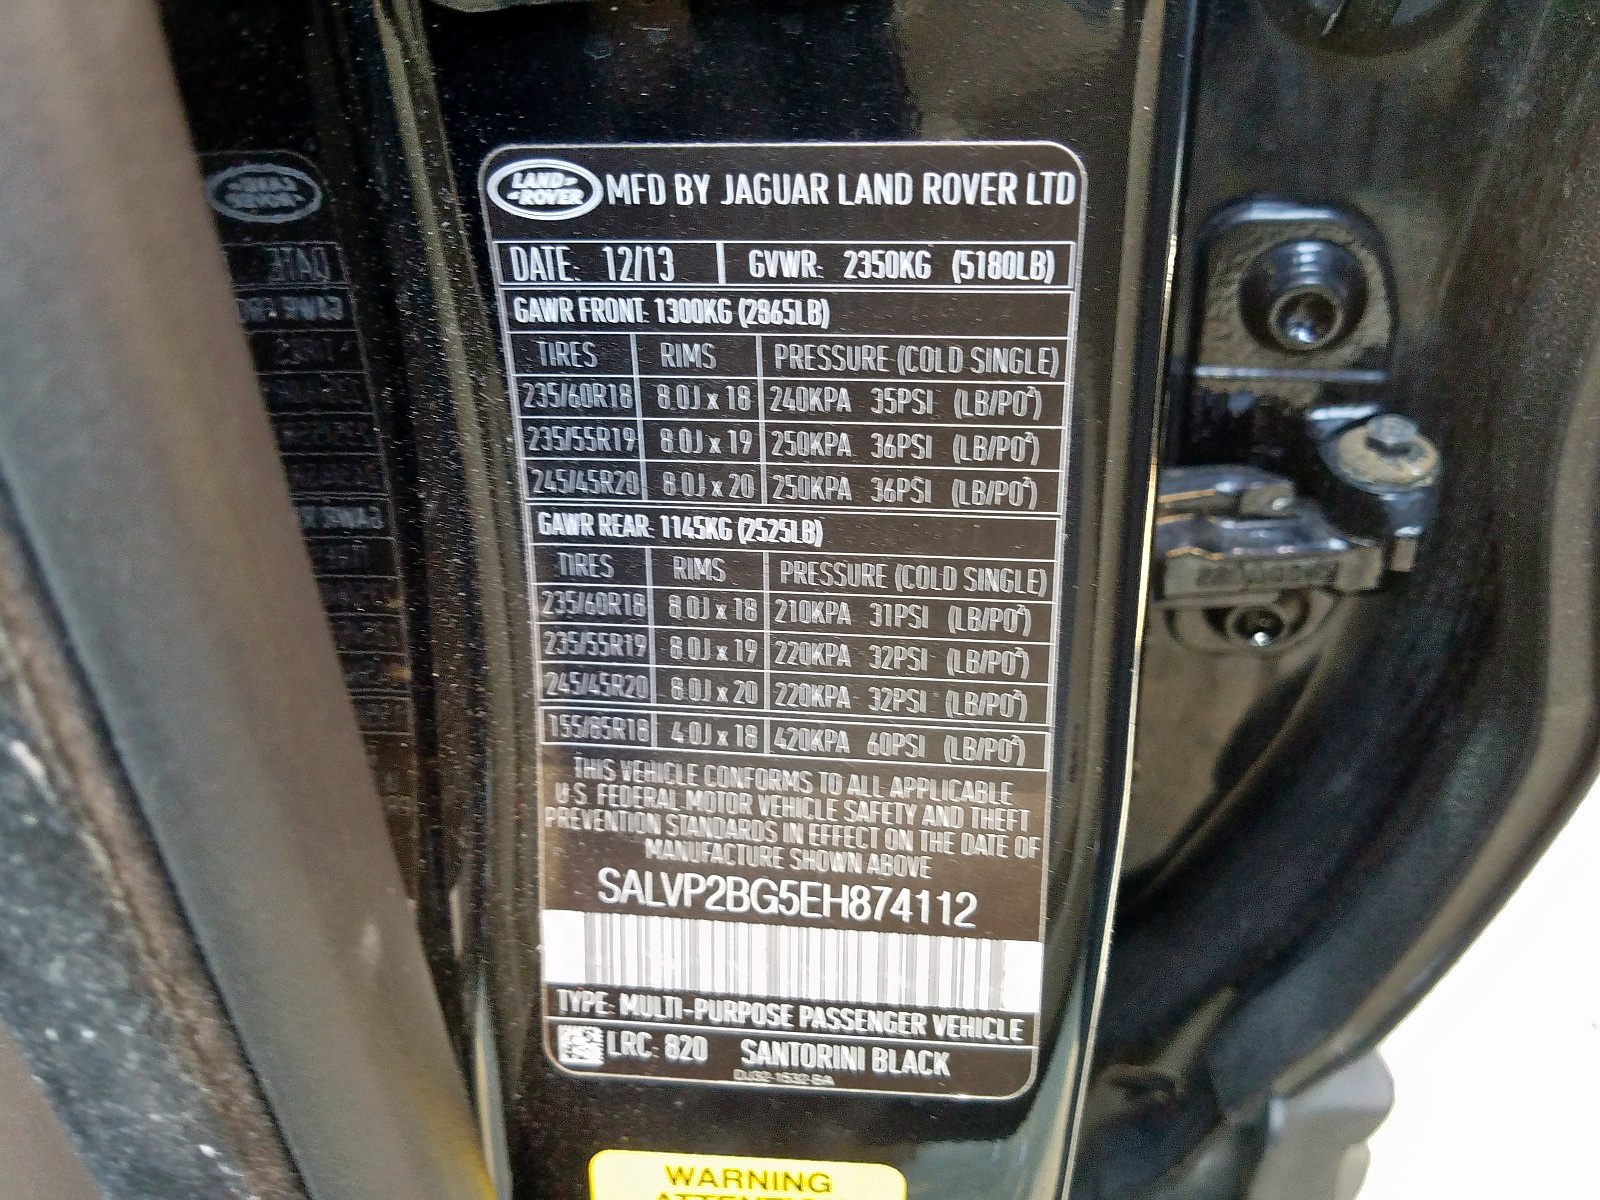 LAND ROVER MFD BY JAGUAR LAND ROVER LTD
DATE: 12/13 GVWR: 2350KG (5180LB)
GAWR FRONT: 1300KG (2865LB)
TIRES RIMS PRESSURE (COLD SINGLE)
235/60R18 8.0J x 18 240KPA 35PSI (LB/PO²)
235/55R19 8.0J x 19 250KPA 36PSI (LB/PO²)
245/45R20 8.0J x 20 250KPA 36PSI (LB/PO²)
GAWR REAR: 1145KG (2525LB)
TIRES RIMS PRESSURE (COLD SINGLE)
235/60R18 8.0J x 18 210KPA 31PSI (LB/PO²)
235/55R19 8.0J x 19 220KPA 32PSI (LB/PO²)
245/45R20 8.0J x 20 220KPA 32PSI (LB/PO²)
155/85R18 4.0J x 18 420KPA 60PSI (LB/PO²)
THIS VEHICLE CONFORMS TO ALL APPLICABLE
U.S. FEDERAL MOTOR VEHICLE SAFETY AND THEFT
PREVENTION STANDARDS IN EFFECT ON THE DATE OF
MANUFACTURE SHOWN ABOVE
SALVP2BG5EH874112
TYPE: MULTI-PURPOSE PASSENGER VEHICLE
LRC: 820 SANTORINI BLACK
WARNING